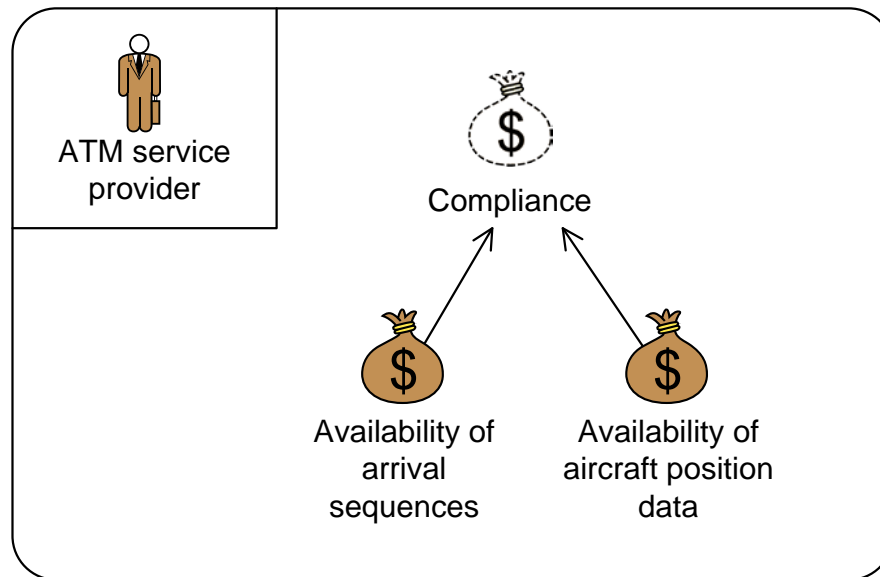 ATM service
provider
$
Compliance
$
$
Availability of
arrival
sequences
Availability of
aircraft position
data